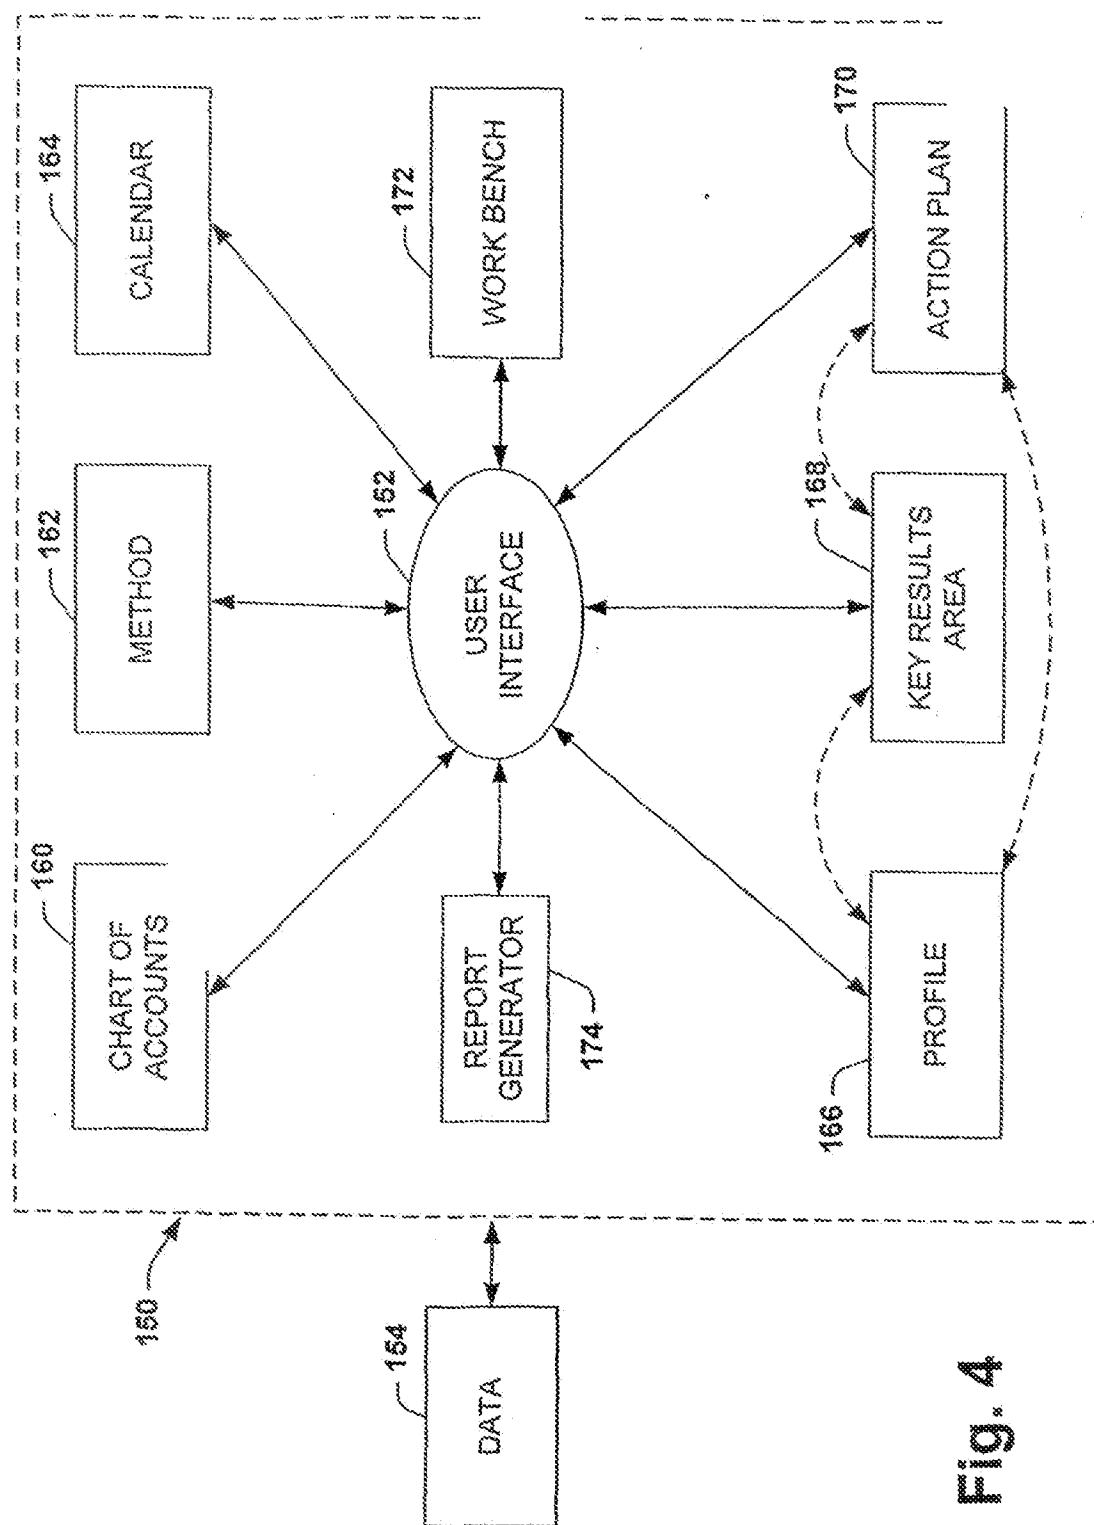 150
160
CHART OF
ACCOUNTS
162
METHOD
164
CALENDAR
154
DATA
REPORT
GENERATOR
174
152
USER
INTERFACE
172
WORK BENCH
166
PROFILE
168
KEY RESULTS
AREA
170
ACTION PLAN
Fig. 4